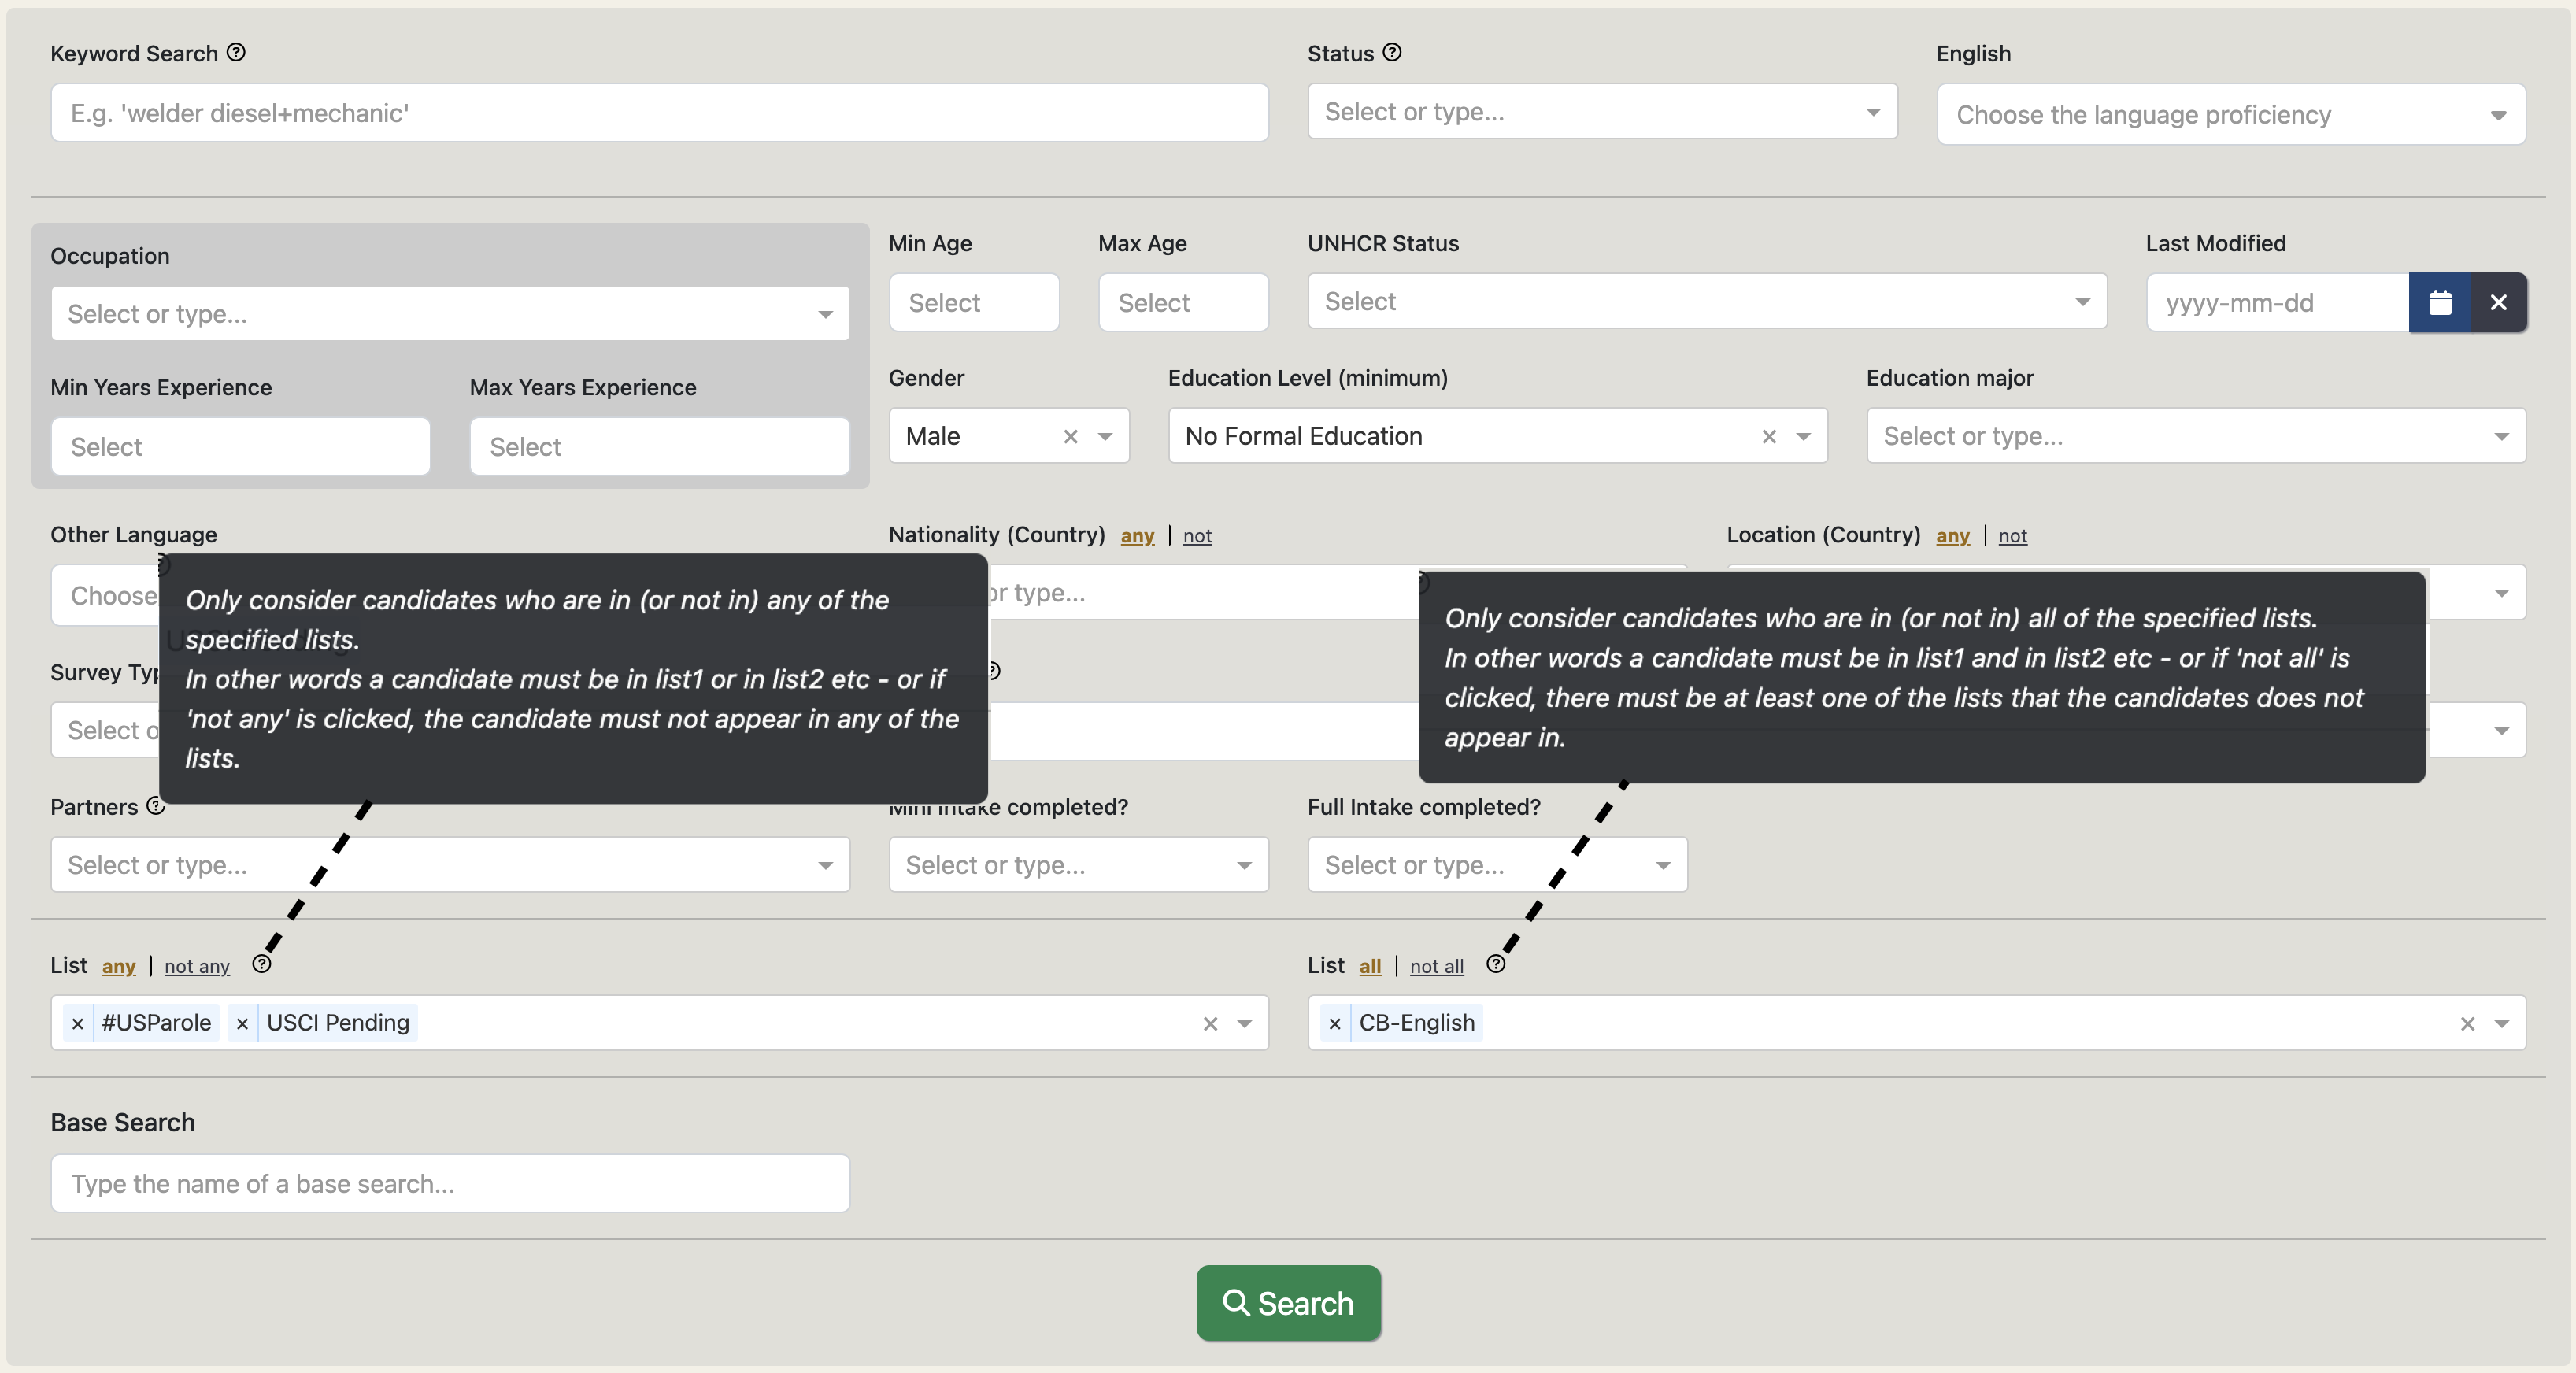 Keyword Search
Status
English
E.g. 'welder diesel+mechanic'
Select or type...
Choose the language proficiency
Occupation
Select or type...
Min Years Experience
Max Years Experience
Select
Select
Min Age
Max Age
UNHCR Status
Last Modified
Select
Select
Select
yyyy-mm-dd
Gender
Education Level (minimum)
Education major
Male
No Formal Education
Select or type...
Other Language
Nationality (Country) any | not
Location (Country) any | not
Choose
or type...
Only consider candidates who are in (or not in) any of the
specified lists.
In other words a candidate must be in list1 or in list2 etc - or if
'not any' is clicked, the candidate must not appear in any of the
lists.
Only consider candidates who are in (or not in) all of the specified lists.
In other words a candidate must be in list1 and in list2 etc - or if 'not all' is
clicked, there must be at least one of the lists that the candidates does not
appear in.
Survey Typ
Select o
Partners
Mini Intake completed?
Full Intake completed?
Select or type...
Select or type...
Select or type...
List any | not any
List all | not all
#USParole
USCI Pending
CB-English
Base Search
Type the name of a base search...
Search